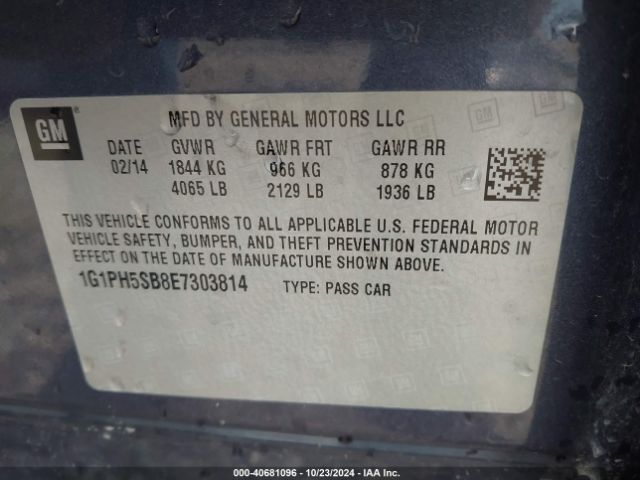 GM
MFD BY GENERAL MOTORS LLC
DATE GVWR GAWR FRT GAWR RR
02/14 1844 KG 966 KG 878 KG
4065 LB 2129 LB 1936 LB
THIS VEHICLE CONFORMS TO ALL APPLICABLE U.S. FEDERAL MOTOR
VEHICLE SAFETY, BUMPER, AND THEFT PREVENTION STANDARDS IN
EFFECT ON THE DATE OF MANUFACTURE SHOWN ABOVE.
1G1PH5SB8E7303814 TYPE: PASS CAR
000-40681096 - 10/23/2024 - IAA Inc.